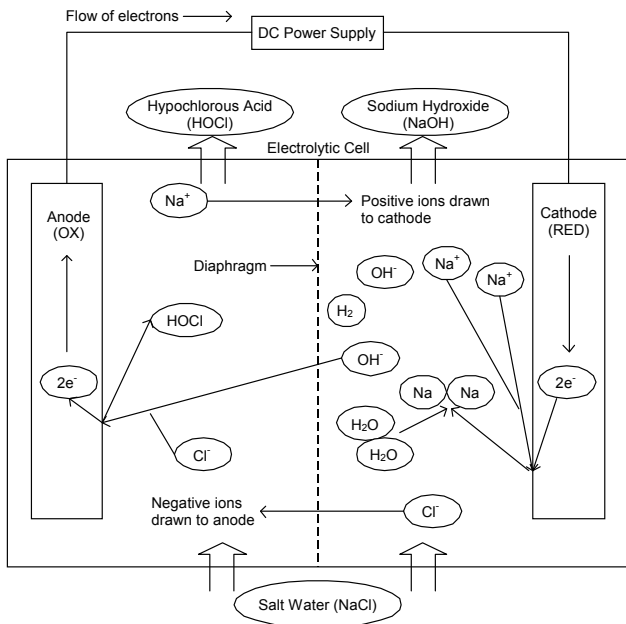 Flow of electrons
DC Power Supply
Hypochlorous Acid
(HOCl)
Sodium Hydroxide
(NaOH)
Electrolytic Cell
Anode
(OX)
Na⁺
Positive ions drawn
to cathode
Cathode
(RED)
Diaphragm
OH⁻
Na⁺
Na⁺
H₂
HOCl
OH⁻
2e⁻
Na
Na
2e⁻
H₂O
H₂O
Cl⁻
Negative ions
drawn to anode
Cl⁻
Salt Water (NaCl)